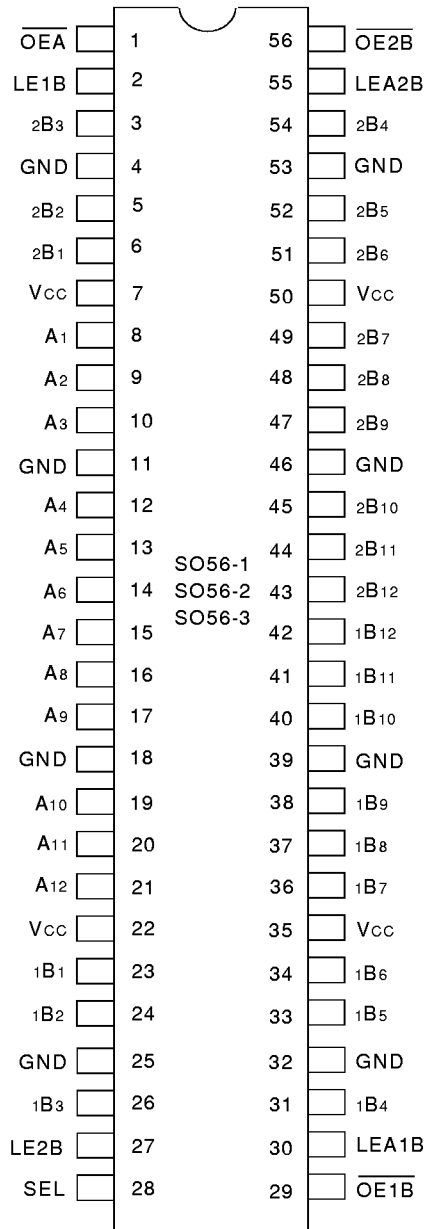 OEA 1 56 OE2B
LE1B 2 55 LEA2B
2B3 3 54 2B4
GND 4 53 GND
2B2 5 52 2B5
2B1 6 51 2B6
VCC 7 50 VCC
A1 8 49 2B7
A2 9 48 2B8
A3 10 47 2B9
GND 11 46 GND
A4 12 45 2B10
A5 13 44 2B11
SO56-1
A6 14 SO56-2 43 2B12
SO56-3
A7 15 42 1B12
A8 16 41 1B11
A9 17 40 1B10
GND 18 39 GND
A10 19 38 1B9
A11 20 37 1B8
A12 21 36 1B7
VCC 22 35 VCC
1B1 23 34 1B6
1B2 24 33 1B5
GND 25 32 GND
1B3 26 31 1B4
LE2B 27 30 LEA1B
SEL 28 29 OE1B